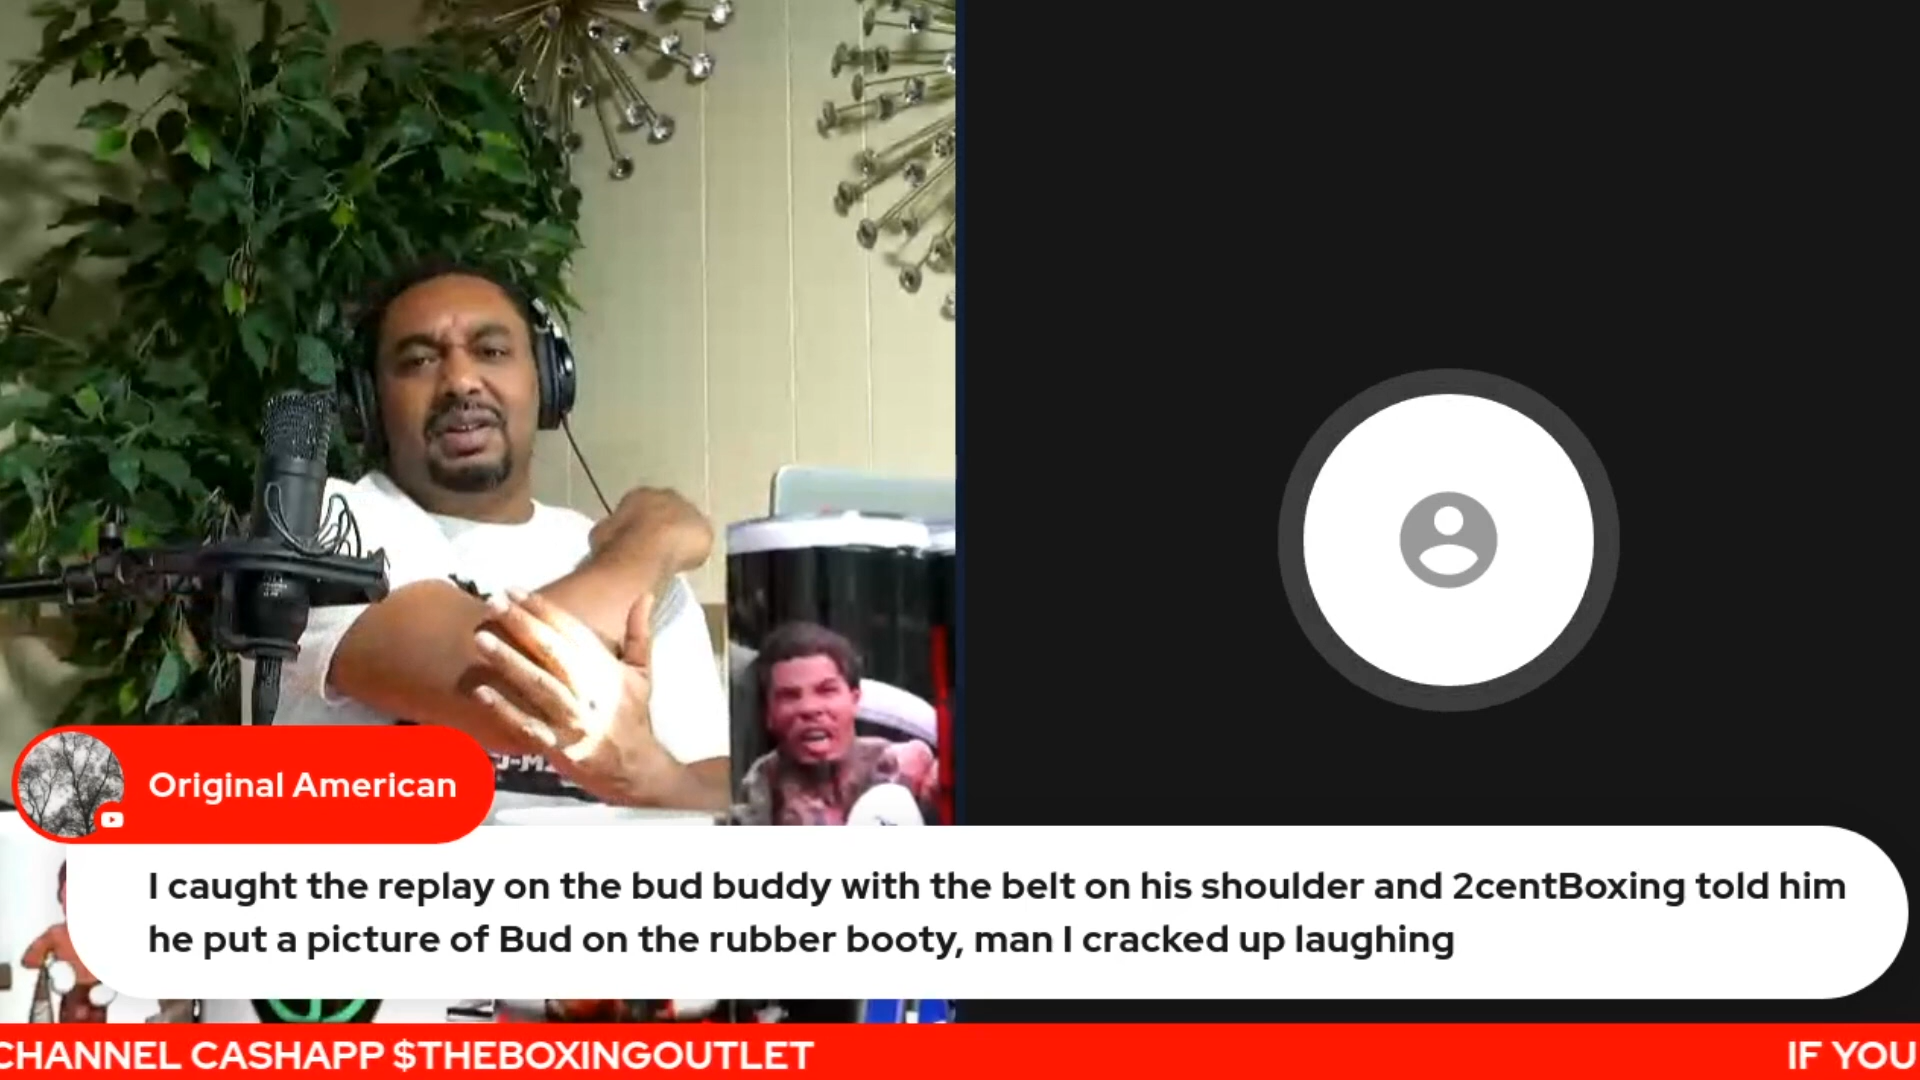 Original American
I caught the replay on the bud buddy with the belt on his shoulder and 2centBoxing told him
he put a picture of Bud on the rubber booty, man I cracked up laughing
CHANNEL CASHAPP $THEBOXINGOUTLET
IF YOU